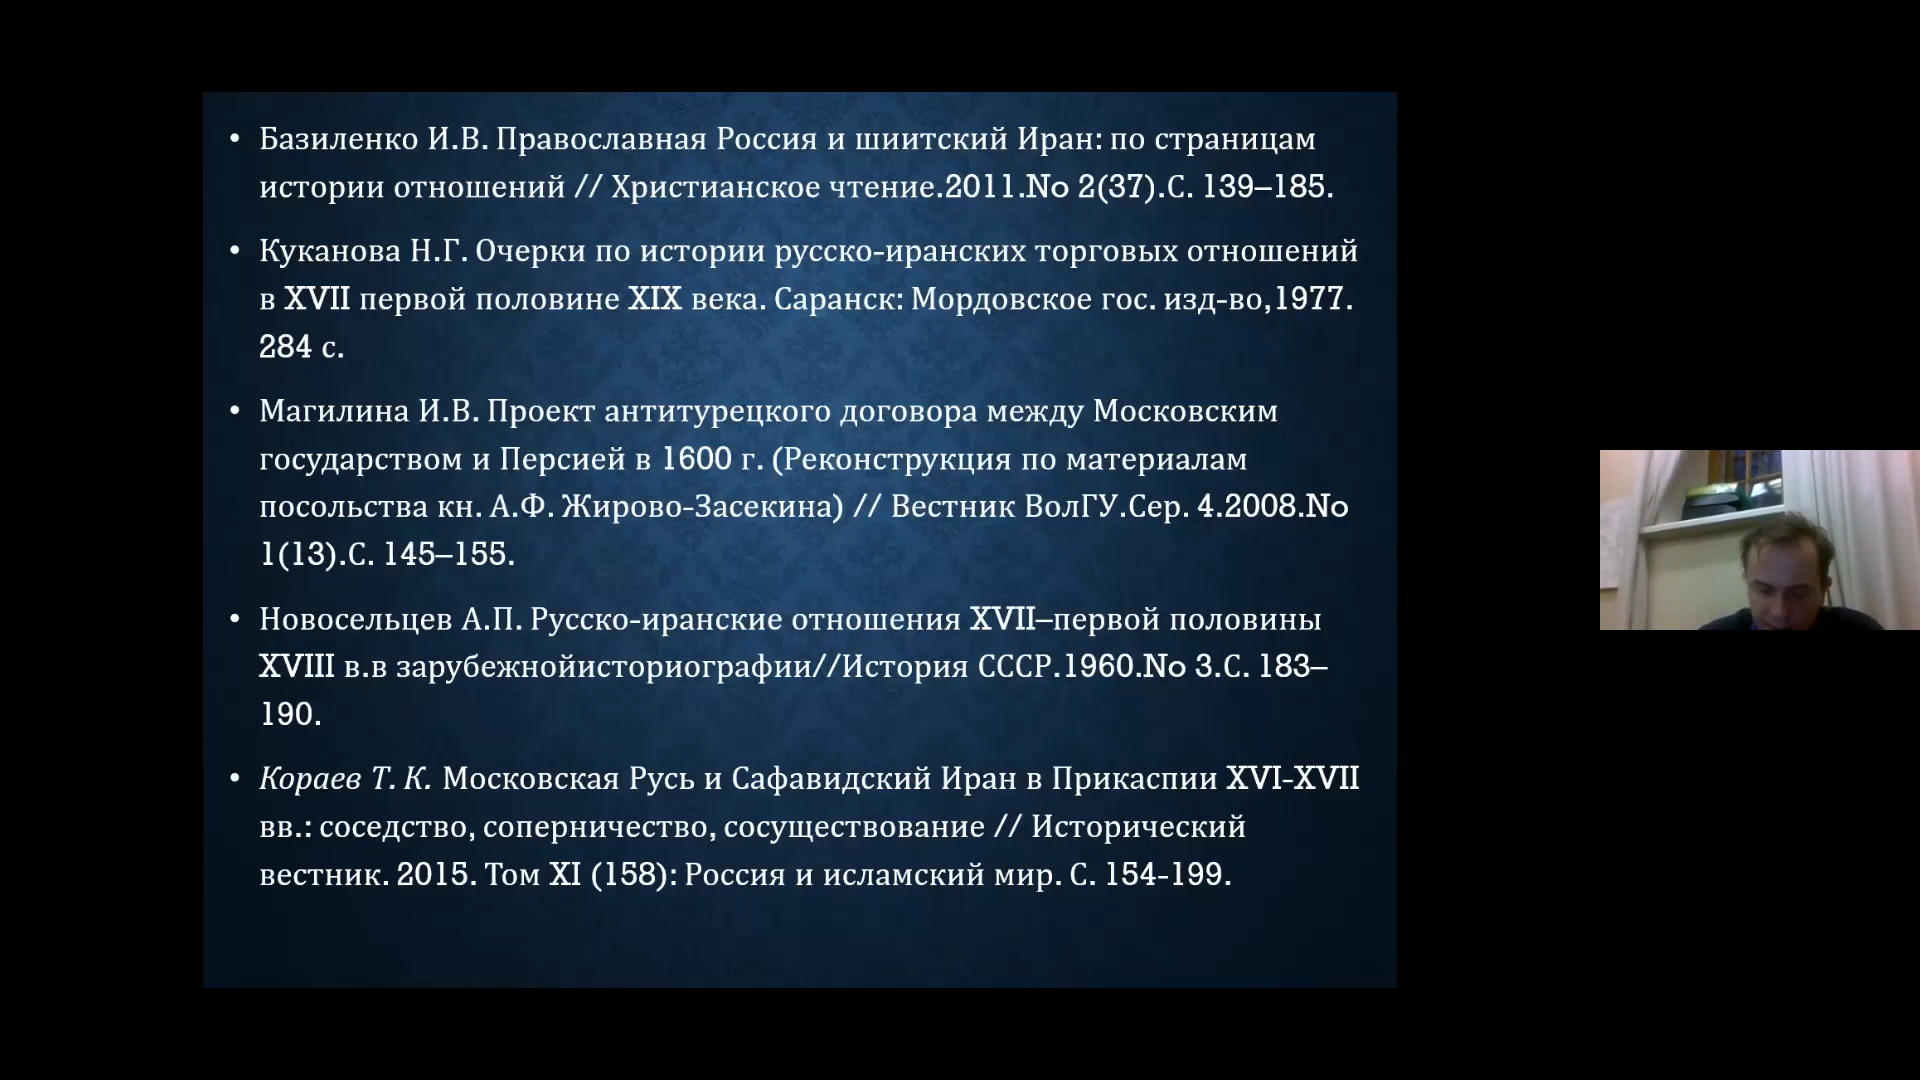 • Базиленко И.В. Православная Россия и шиитский Иран: по страницам
истории отношений // Христианское чтение.2011.No 2(37).С. 139–185.
• Куканова Н.Г. Очерки по истории русско-иранских торговых отношений
в XVII первой половине XIX века. Саранск: Мордовское гос. изд-во,1977.
284 с.
• Магилина И.В. Проект антитурецкого договора между Московским
государством и Персией в 1600 г. (Реконструкция по материалам
посольства кн. А.Ф. Жирово-Засекина) // Вестник ВолГУ.Сер. 4.2008.No
1(13).С. 145–155.
• Новосельцев А.П. Русско-иранские отношения XVII–первой половины
XVIII в.в зарубежнойисториографии//История СССР.1960.No 3.С. 183–
190.
• Кораев Т. К. Московская Русь и Сафавидский Иран в Прикаспии XVI-XVII
вв.: соседство, соперничество, сосуществование // Исторический
вестник. 2015. Том XI (158): Россия и исламский мир. С. 154-199.